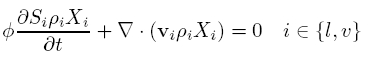 $\phi \frac{\partial S_i \rho_i X_i}{\partial t} + \nabla \cdot (\mathbf{v}_i \rho_i X_i) = 0 \quad i \in \{l, v\}$